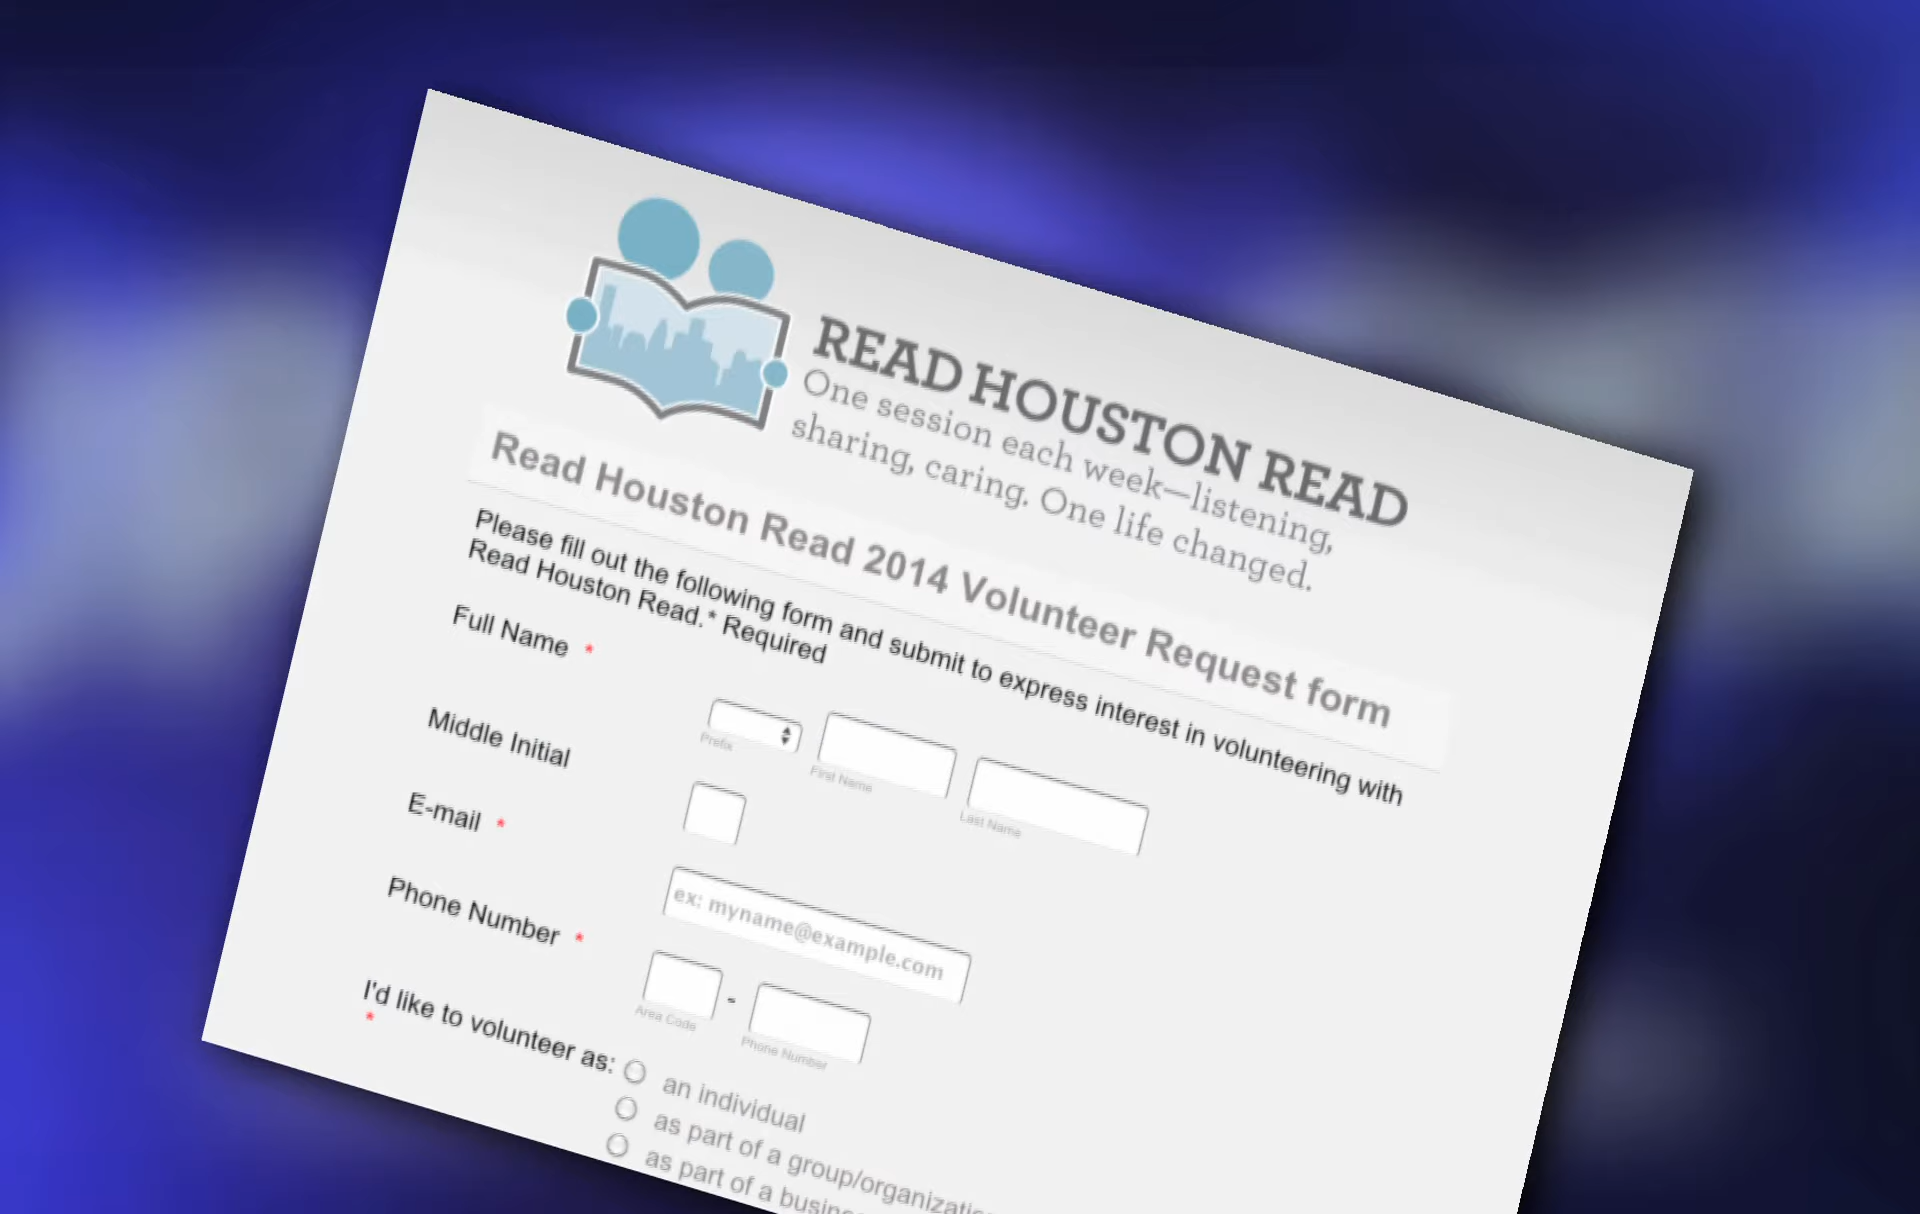 READ HOUSTON READ
One session each week—listening,
sharing, caring. One life changed.
Read Houston Read 2014 Volunteer Request form
Please fill out the following form and submit to express interest in volunteering with
Read Houston Read.* Required
Full Name *
Prefix
First Name
Last Name
Middle Initial
E-mail *
ex: myname@example.com
Phone Number *
-
Area Code
Phone Number
I'd like to volunteer as:
*
an individual
as part of a
as part of a